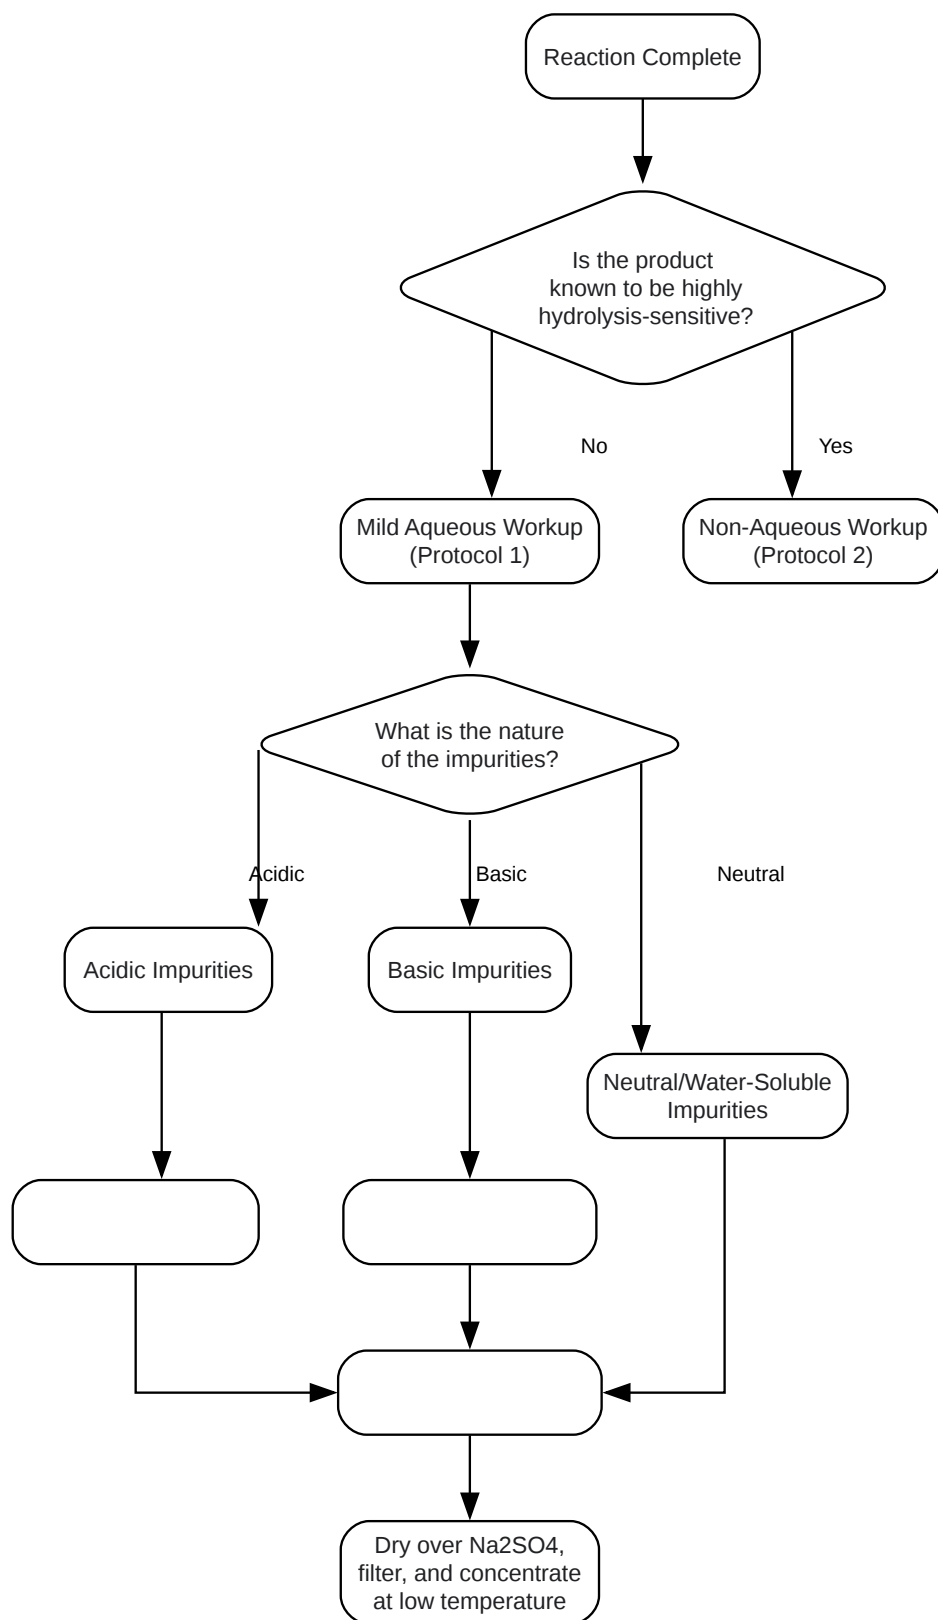 Reaction Complete
Is the product
known to be highly
hydrolysis-sensitive?
No
Yes
Mild Aqueous Workup
(Protocol 1)
Non-Aqueous Workup
(Protocol 2)
What is the nature
of the impurities?
Acidic
Basic
Neutral
Acidic Impurities
Basic Impurities
Neutral/Water-Soluble
Impurities
Dry over Na2SO4,
filter, and concentrate
at low temperature